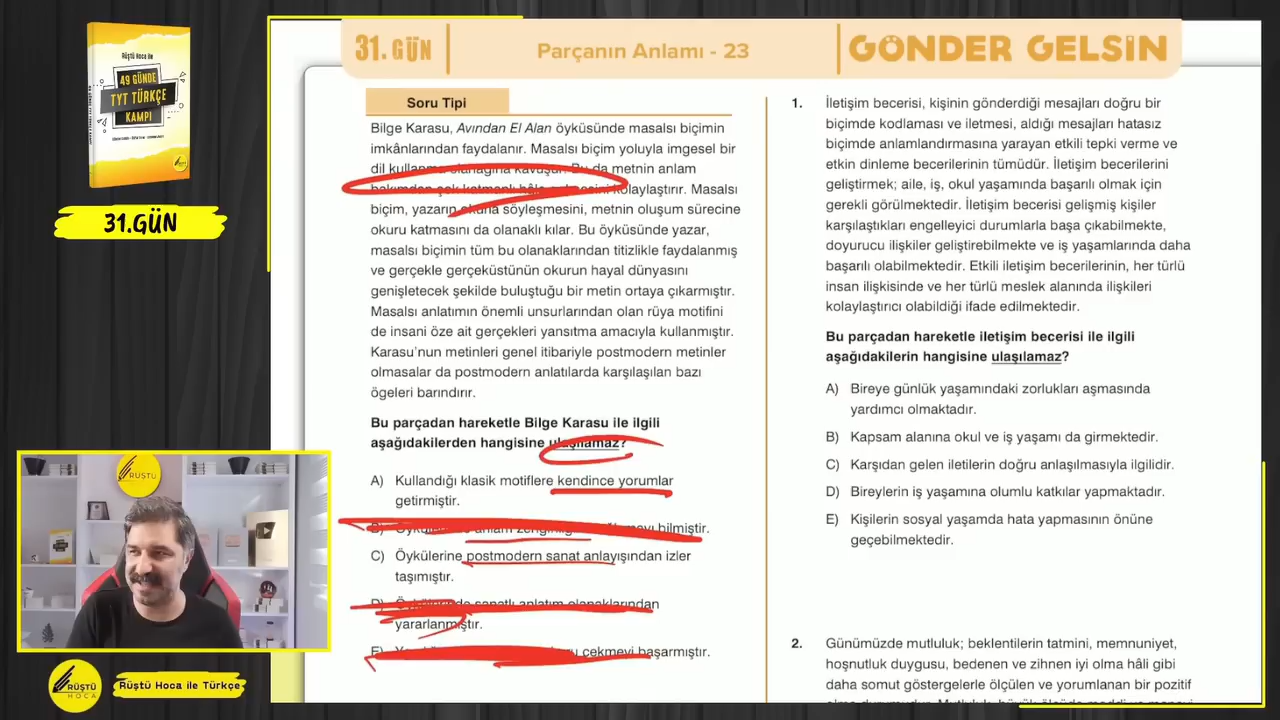 RÜŞTÜ HOCA ile
49 GÜNDE
TYT TÜRKÇE
KAMPI
31.GÜN
31. GÜN
Parçanın Anlamı - 23
GÖNDER GELSİN
Soru Tipi
Bilge Karasu, Avından El Alan öyküsünde masalsı biçimin
imkânlarından faydalanır. Masalsı biçim yoluyla imgesel bir
dil kullanma olanağına kavuşur. Bu da metnin anlam
bakımdan çok katmanlı hâle gelmesini kolaylaştırır. Masalsı
biçim, yazarın okurla söyleşmesini, metnin oluşum sürecine
okuru katmasını da olanaklı kılar. Bu öyküsünde yazar,
masalsı biçimin tüm bu olanaklarından titizlikle faydalanmış
ve gerçekle gerçeküstünün okurun hayal dünyasını
genişletecek şekilde buluştuğu bir metin ortaya çıkarmıştır.
Masalsı anlatımın önemli unsurlarından olan rüya motifini
de insani öze ait gerçekleri yansıtma amacıyla kullanmıştır.
Karasu'nun metinleri genel itibariyle postmodern metinler
olmasalar da postmodern anlatılarda karşılaşılan bazı
ögeleri barındırır.
Bu parçadan hareketle Bilge Karasu ile ilgili
aşağıdakilerden hangisine ulaşılamaz?
A) Kullandığı klasik motiflere kendince yorumlar
getirmiştir.
B) anlam bilmiştir.
C) Öykülerine postmodern sanat anlayışından izler
taşımıştır.
D) Öykülerinde sanatlı anlatım olanaklarından
yararlanmıştır.
E) çekmeyi başarmıştır.
1. İletişim becerisi, kişinin gönderdiği mesajları doğru bir
biçimde kodlaması ve iletmesi, aldığı mesajları hatasız
biçimde anlamlandırmasına yarayan etkili tepki verme ve
etkin dinleme becerilerinin tümüdür. İletişim becerilerini
geliştirmek; aile, iş, okul yaşamında başarılı olmak için
gerekli görülmektedir. İletişim becerisi gelişmiş kişiler
karşılaştıkları engelleyici durumlarla başa çıkabilmekte,
doyurucu ilişkiler geliştirebilmekte ve iş yaşamlarında daha
başarılı olabilmektedir. Etkili iletişim becerilerinin, her türlü
insan ilişkisinde ve her türlü meslek alanında ilişkileri
kolaylaştırıcı olabildiği ifade edilmektedir.
Bu parçadan hareketle iletişim becerisi ile ilgili
aşağıdakilerin hangisine ulaşılamaz?
A) Bireye günlük yaşamındaki zorlukları aşmasında
yardımcı olmaktadır.
B) Kapsam alanına okul ve iş yaşamı da girmektedir.
C) Karşıdan gelen iletilerin doğru anlaşılmasıyla ilgilidir.
D) Bireylerin iş yaşamına olumlu katkılar yapmaktadır.
E) Kişilerin sosyal yaşamda hata yapmasının önüne
geçebilmektedir.
2. Günümüzde mutluluk; beklentilerin tatmini, memnuniyet,
hoşnutluk duygusu, bedenen ve zihnen iyi olma hâli gibi
daha somut göstergelerle ölçülen ve yorumlanan bir pozitif
RÜŞTÜ
RÜŞTÜ
HOCA
Rüştü Hoca ile Türkçe